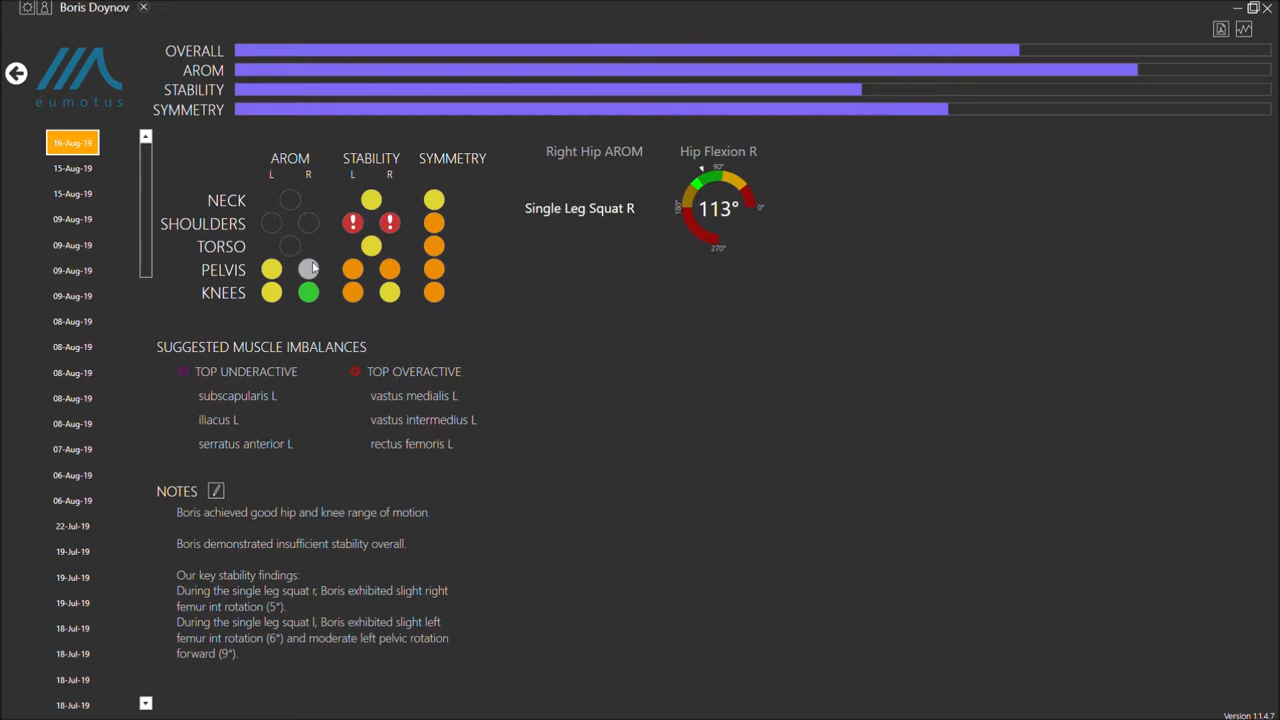 Boris Doynov
eumotus
OVERALL
AROM
STABILITY
SYMMETRY
16-Aug-19
15-Aug-19
15-Aug-19
09-Aug-19
09-Aug-19
09-Aug-19
09-Aug-19
08-Aug-19
08-Aug-19
08-Aug-19
08-Aug-19
08-Aug-19
07-Aug-19
06-Aug-19
06-Aug-19
22-Jul-19
19-Jul-19
19-Jul-19
19-Jul-19
18-Jul-19
18-Jul-19
18-Jul-19
18-Jul-19
AROM STABILITY SYMMETRY
L R L R
NECK
SHOULDERS
! !
TORSO
PELVIS
KNEES
Right Hip AROM Hip Flexion R
Single Leg Squat R
90°
180° 113° 0°
270°
SUGGESTED MUSCLE IMBALANCES
TOP UNDERACTIVE TOP OVERACTIVE
subscapularis L vastus medialis L
iliacus L vastus intermedius L
serratus anterior L rectus femoris L
NOTES
Boris achieved good hip and knee range of motion.
Boris demonstrated insufficient stability overall.
Our key stability findings:
During the single leg squat r, Boris exhibited slight right
femur int rotation (5°).
During the single leg squat l, Boris exhibited slight left
femur int rotation (6°) and moderate left pelvic rotation
forward (9°).
Version 1.1.4.7